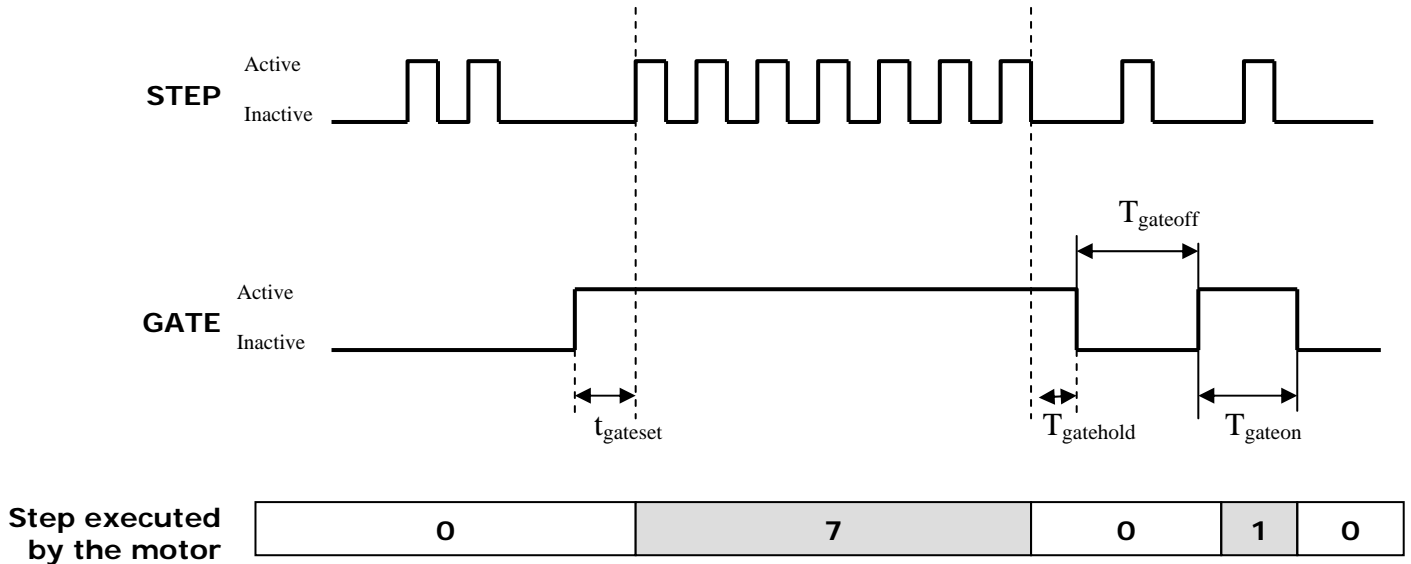 Active
STEP
Inactive
Tgateoff
Active
GATE
Inactive
tgateset
Tgatehold
Tgateon
Step executed
by the motor
0 7 0 1 0